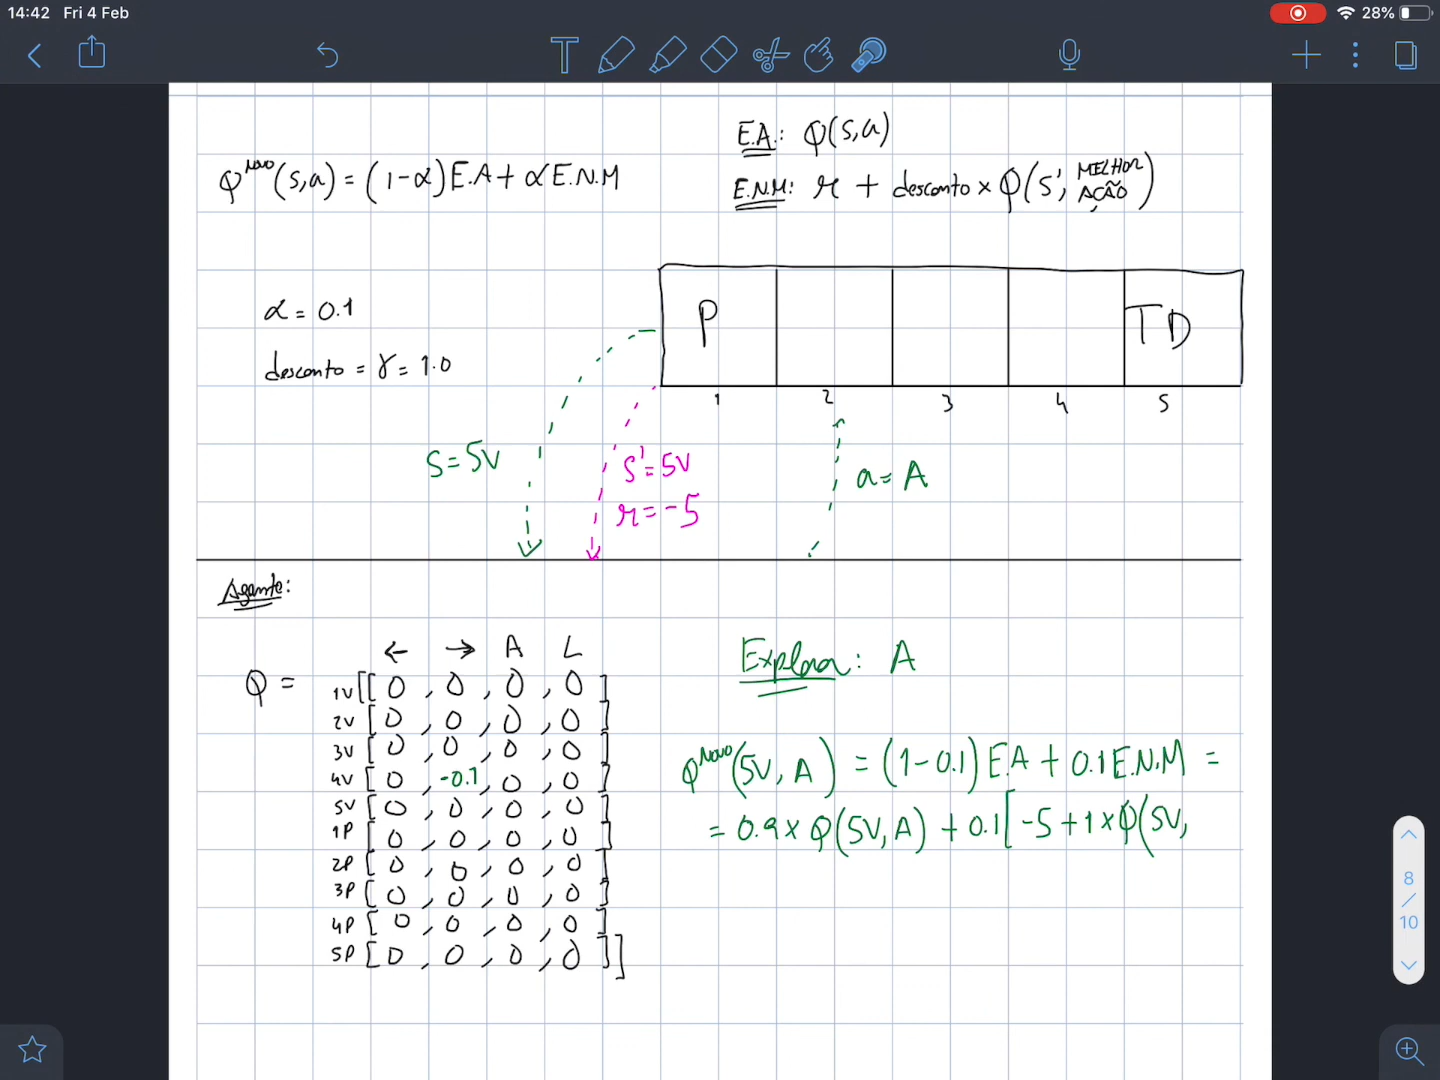 14:42 Fri 4 Feb
28%
T
E.A.: Q(s,a)
Q^novo(s,a) = (1-α)E.A + αE.N.M
E.N.M: r + desconto × Q(s', MELHOR AÇÃO)
α = 0.1
desconto = γ = 1.0
P
TD
1 2 3 4 5
S=5V
S'=5V
r=-5
a=A
Agente:
← → A L
Q =
1V [[0, 0, 0, 0]
2V [0, 0, 0, 0]
3V [0, 0, 0, 0]
4V [0, -0.1, 0, 0]
5V [0, 0, 0, 0]
1P [0, 0, 0, 0]
2P [0, 0, 0, 0]
3P [0, 0, 0, 0]
4P [0, 0, 0, 0]
5P [0, 0, 0, 0]]
Explora: A
Q^novo(5V, A) = (1-0.1)E.A + 0.1E.N.M =
= 0.9× Q(5V, A) + 0.1[-5+1×Q(5V,
8
/
10